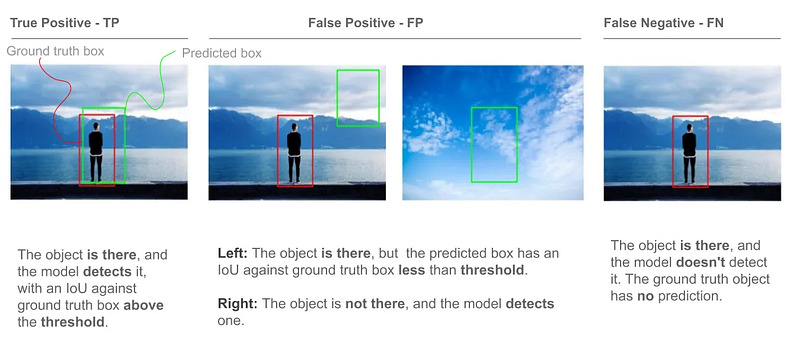 True Positive - TP
False Positive - FP
False Negative - FN
Ground truth box
Predicted box
The object is there, and
the model detects it,
with an IoU against
ground truth box above
the threshold.
Left: The object is there, but the predicted box has an
IoU against ground truth box less than threshold.
Right: The object is not there, and the model detects
one.
The object is there, and
the model doesn't detect
it. The ground truth object
has no prediction.